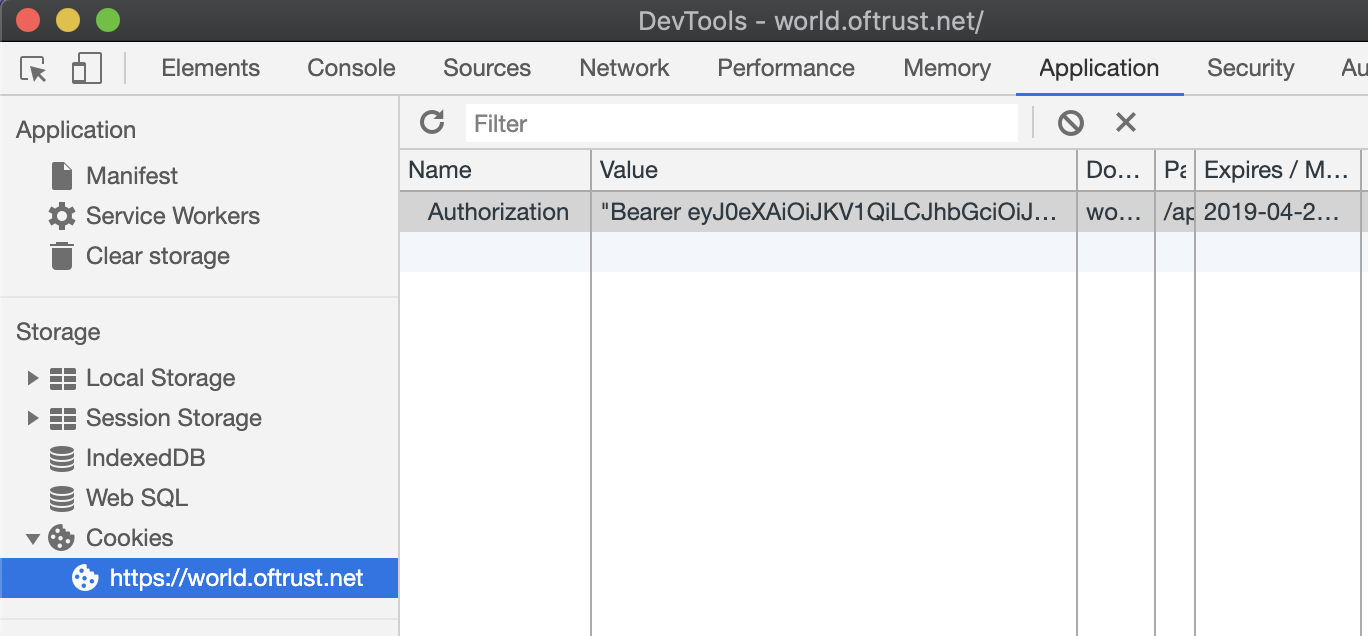 DevTools - world.oftrust.net/
Elements Console Sources Network Performance Memory Application Security Au
Application
Manifest
Service Workers
Clear storage
Storage
Local Storage
Session Storage
IndexedDB
Web SQL
Cookies
https://world.oftrust.net
Filter
Name Value Do... Pa Expires / M...
Authorization "Bearer eyJ0eXAiOiJKV1QiLCJhbGciOiJ... wo... /ap 2019-04-2...